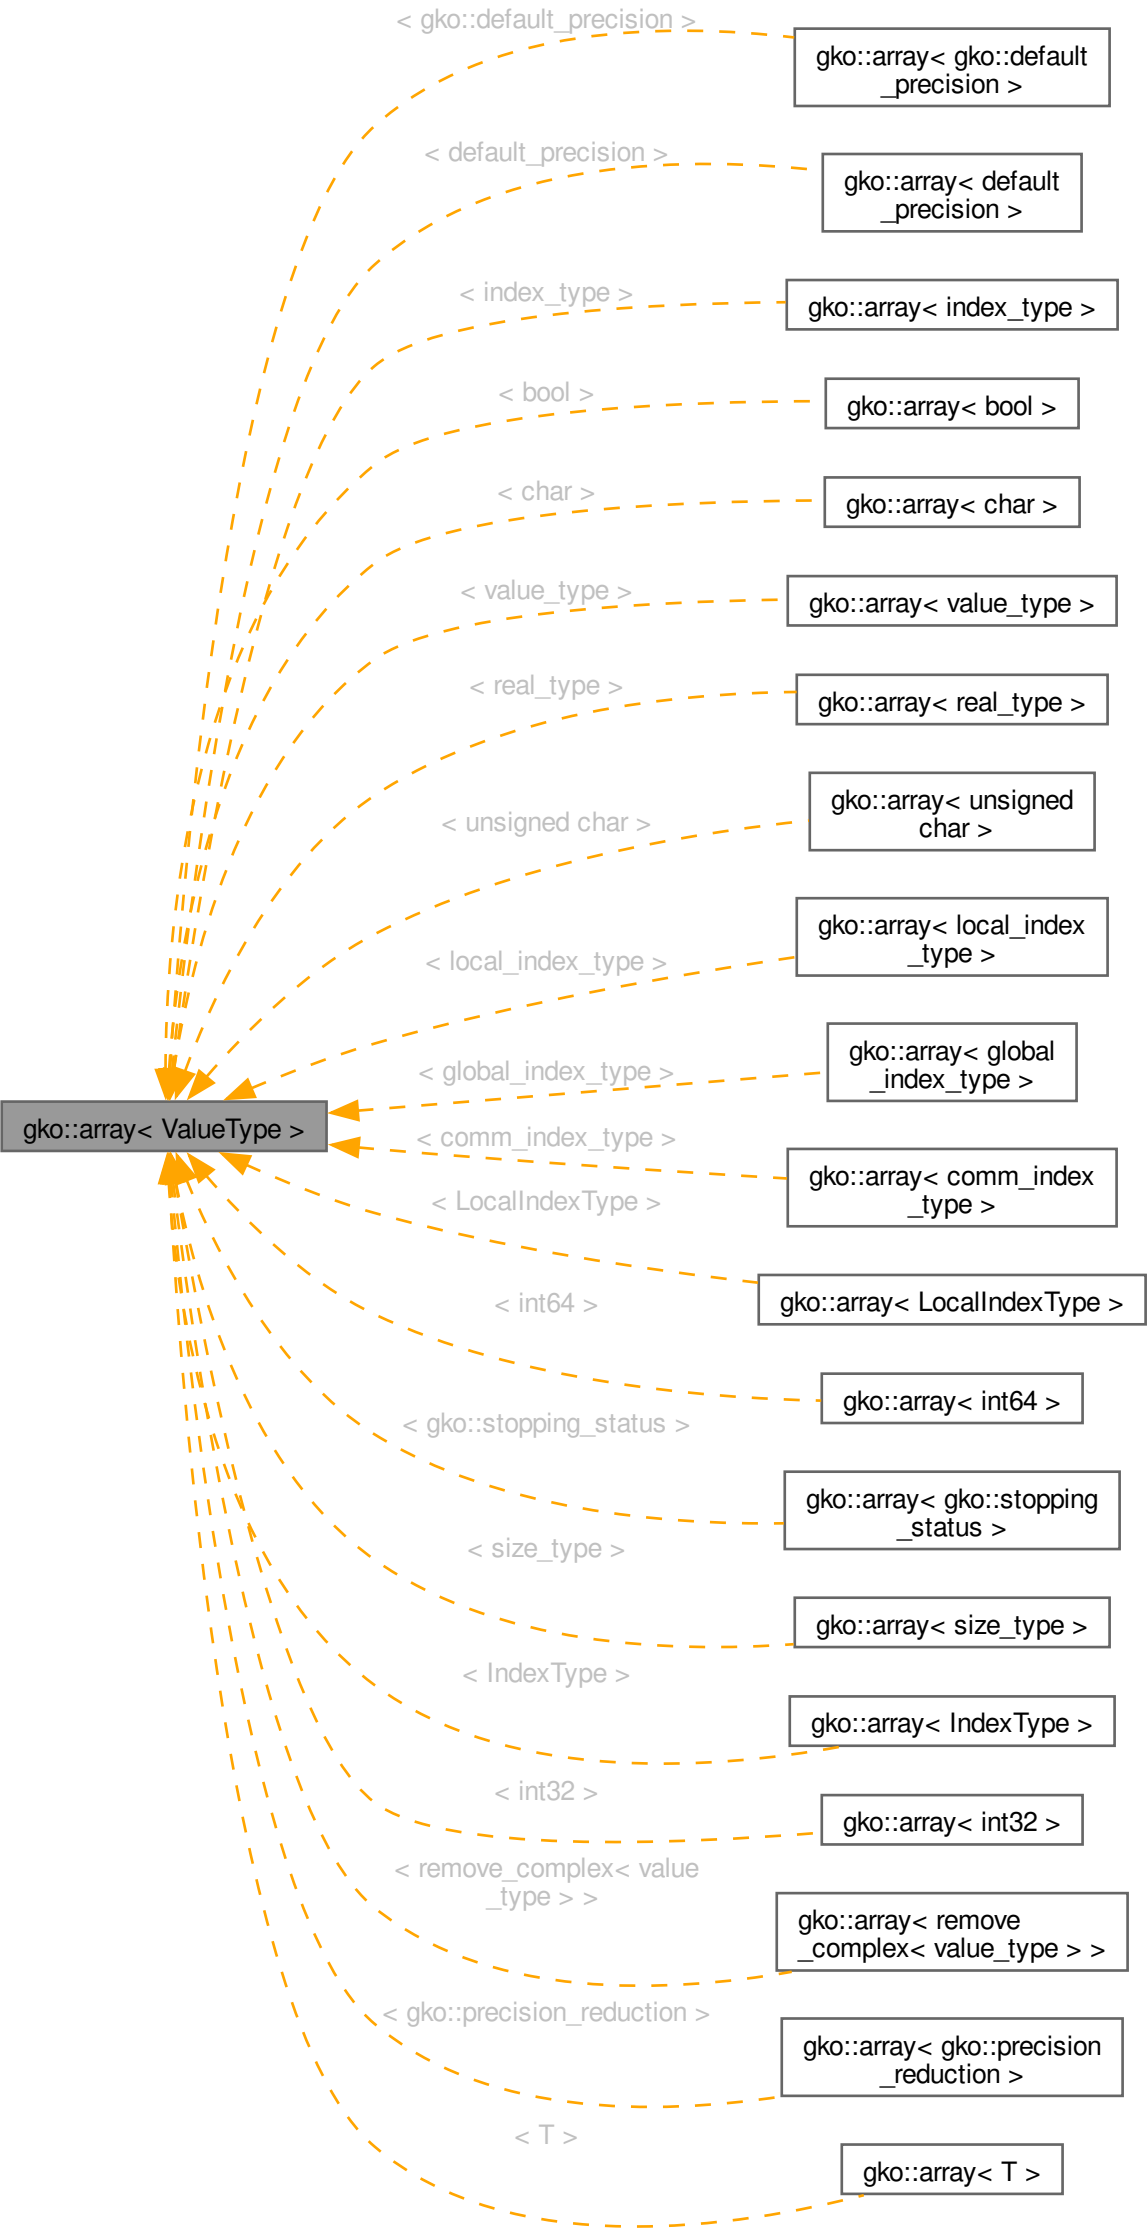 < gko::default_precision >
gko::array< gko::default
_precision >
< default_precision >
gko::array< default
_precision >
< index_type >
gko::array< index_type >
< bool >
gko::array< bool >
< char >
gko::array< char >
< value_type >
gko::array< value_type >
< real_type >
gko::array< real_type >
< unsigned char >
gko::array< unsigned
char >
< local_index_type >
gko::array< local_index
_type >
< global_index_type >
gko::array< global
_index_type >
gko::array< ValueType >
< comm_index_type >
gko::array< comm_index
_type >
< LocalIndexType >
gko::array< LocalIndexType >
< int64 >
gko::array< int64 >
< gko::stopping_status >
gko::array< gko::stopping
_status >
< size_type >
gko::array< size_type >
< IndexType >
gko::array< IndexType >
< int32 >
gko::array< int32 >
< remove_complex< value
_type > >
gko::array< remove
_complex< value_type > >
< gko::precision_reduction >
gko::array< gko::precision
_reduction >
< T >
gko::array< T >